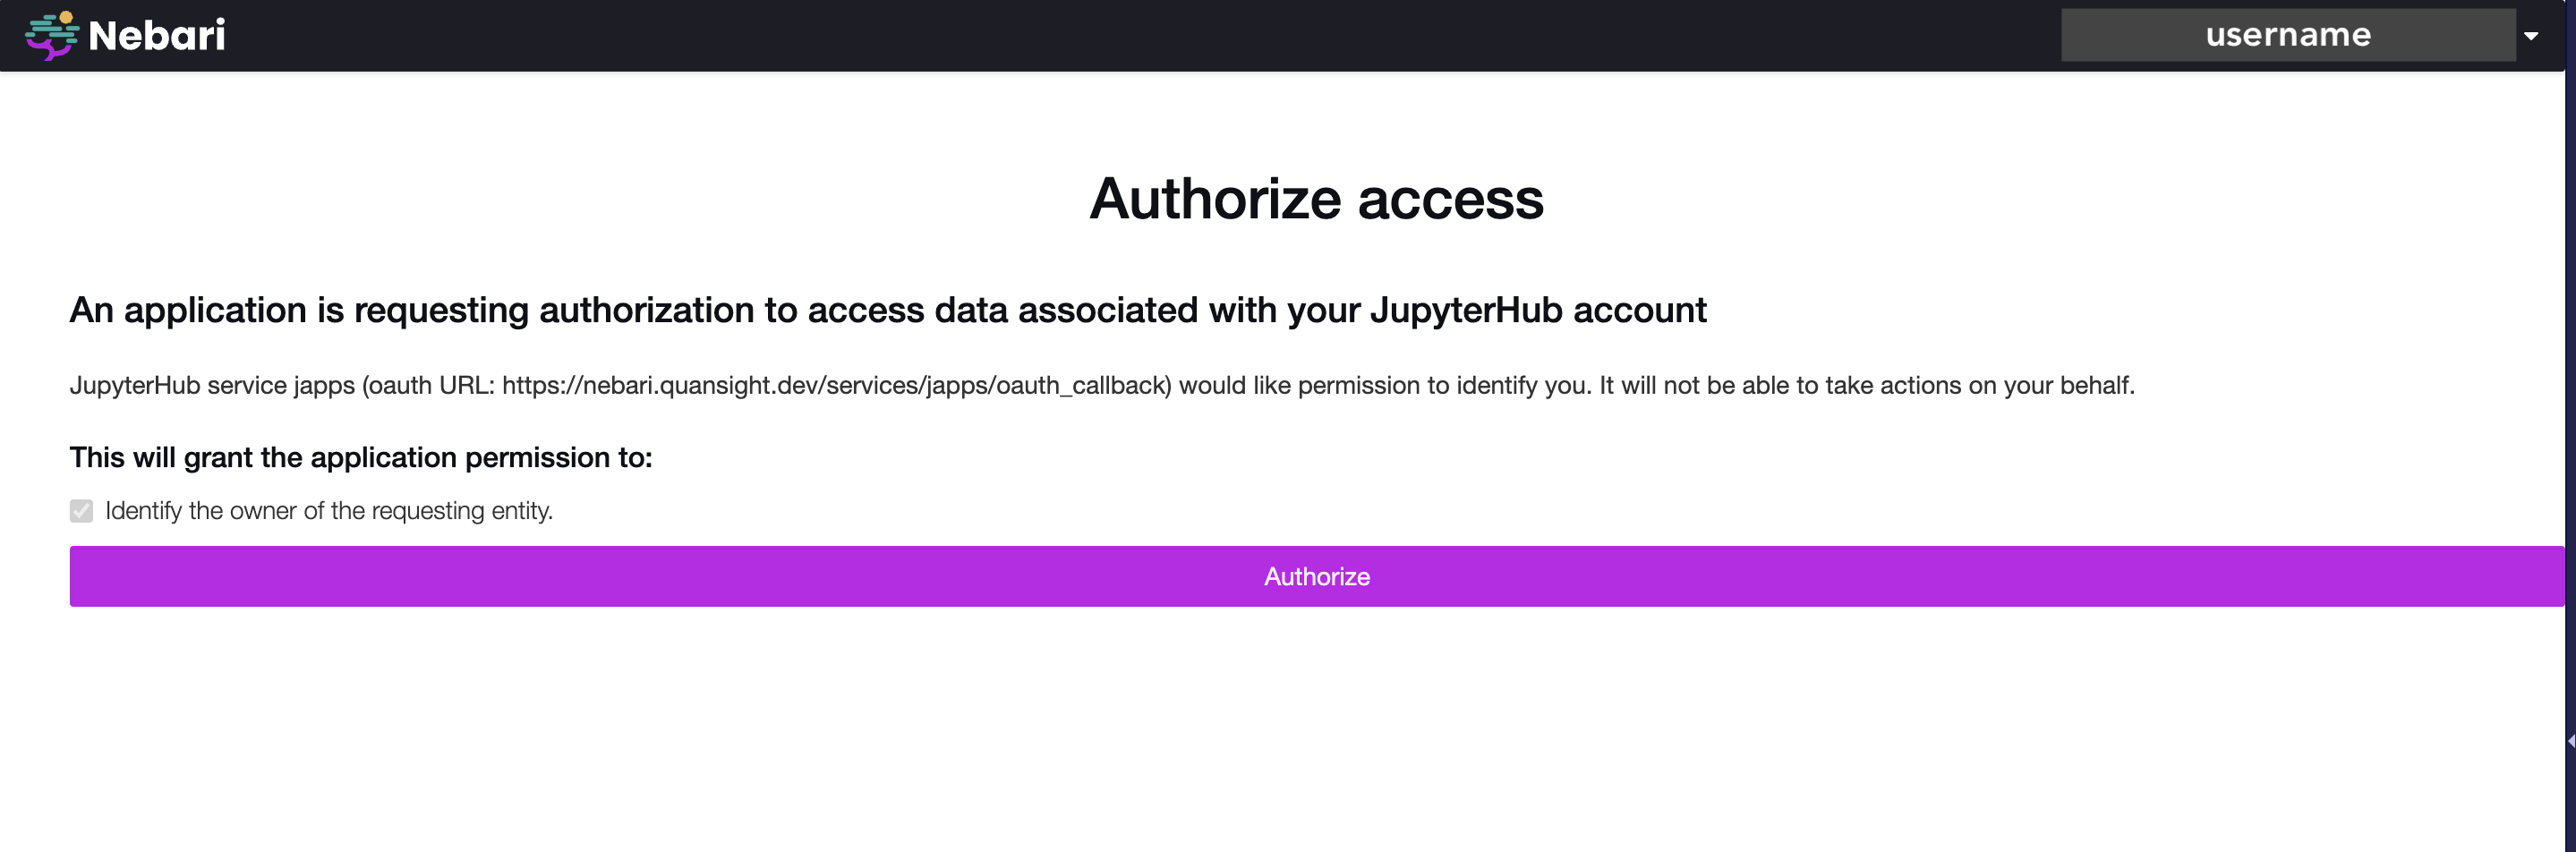 Nebari
username
Authorize access
An application is requesting authorization to access data associated with your JupyterHub account
JupyterHub service japps (oauth URL: https://nebari.quansight.dev/services/japps/oauth_callback) would like permission to identify you. It will not be able to take actions on your behalf.
This will grant the application permission to:
Identify the owner of the requesting entity.
Authorize